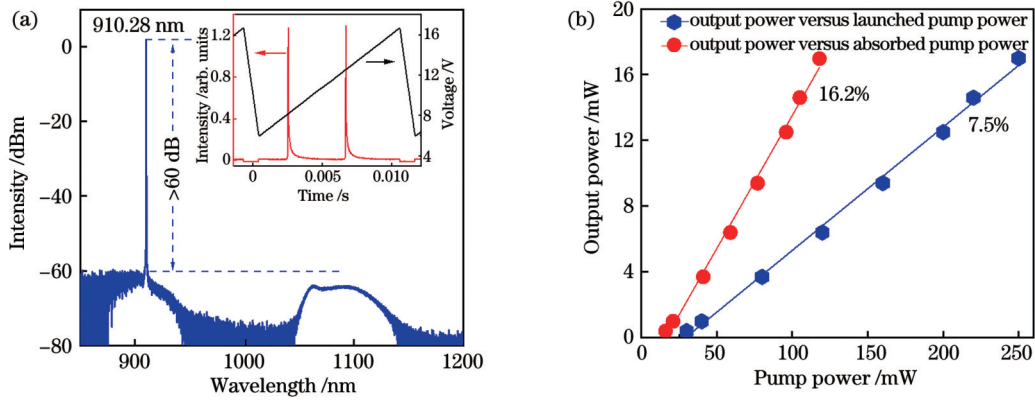 (a)
910.28 nm
0
−20
−40
−60
−80
Intensity /dBm
>60 dB
900
1000
1100
1200
Wavelength /nm
1.2
0.8
0.4
0
Intensity /arb. units
16
12
8
4
Voltage /V
0
0.005
0.010
Time /s
(b)
output power versus launched pump power
output power versus absorbed pump power
20
16
12
8
4
0
Output power /mW
16.2%
7.5%
0
50
100
150
200
250
Pump power /mW